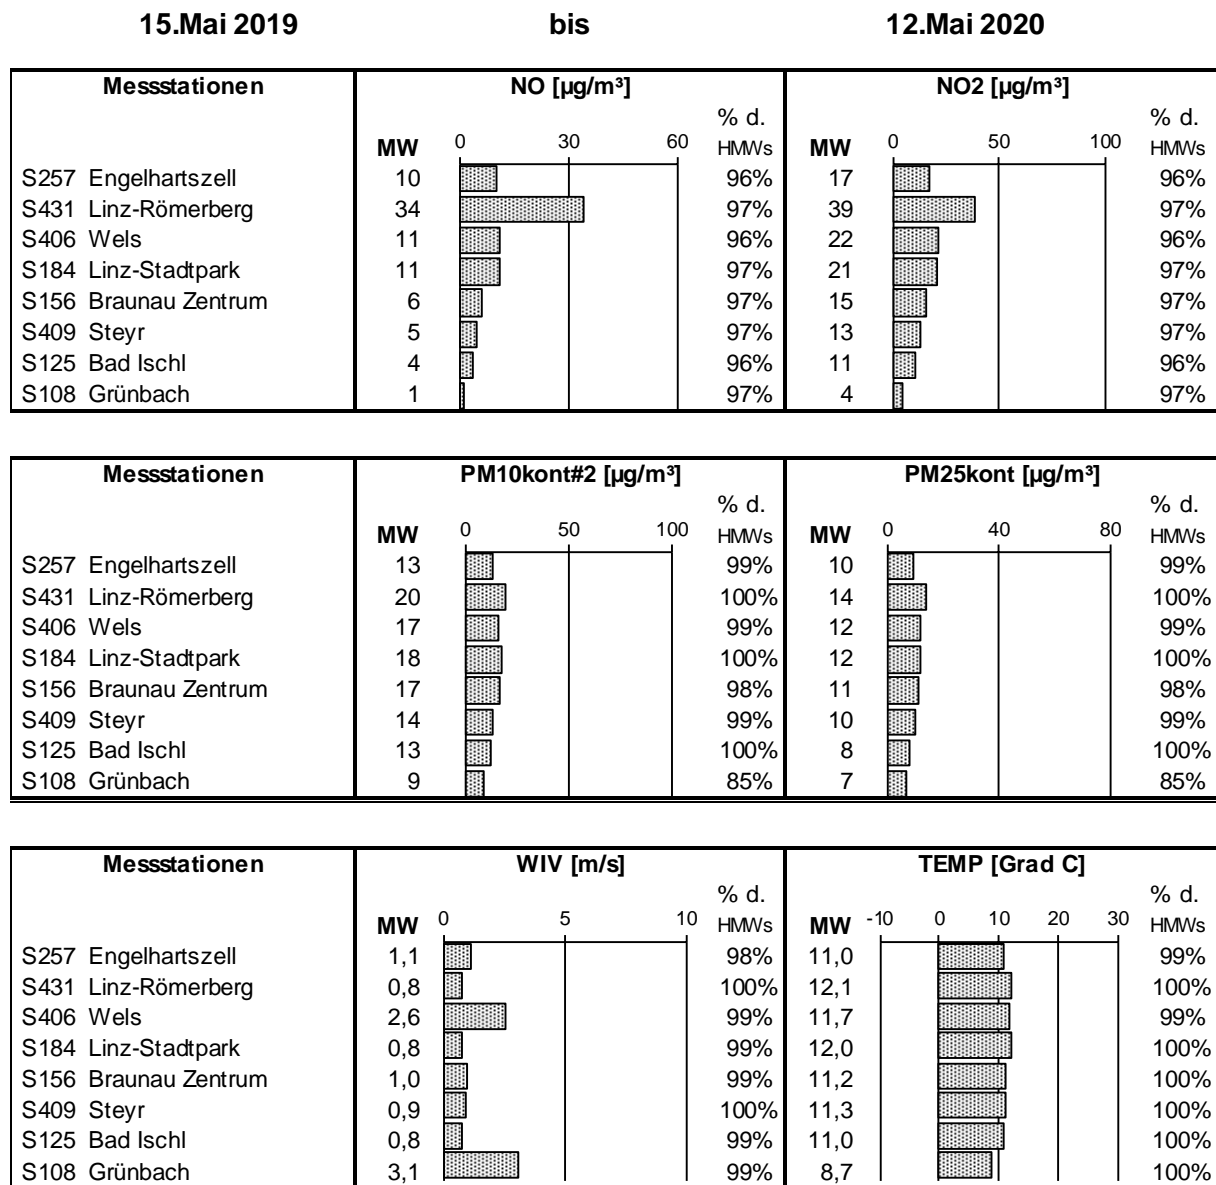 15.Mai 2019 bis 12.Mai 2020
Messstationen NO [µg/m³] NO2 [µg/m³]
% d. % d.
MW 0 30 60 HMWs MW 0 50 100 HMWs
S257 Engelhartszell 10 96% 17 96%
S431 Linz-Römerberg 34 97% 39 97%
S406 Wels 11 96% 22 96%
S184 Linz-Stadtpark 11 97% 21 97%
S156 Braunau Zentrum 6 97% 15 97%
S409 Steyr 5 97% 13 97%
S125 Bad Ischl 4 96% 11 96%
S108 Grünbach 1 97% 4 97%
Messstationen PM10kont#2 [µg/m³] PM25kont [µg/m³]
% d. % d.
MW 0 50 100 HMWs MW 0 40 80 HMWs
S257 Engelhartszell 13 99% 10 99%
S431 Linz-Römerberg 20 100% 14 100%
S406 Wels 17 99% 12 99%
S184 Linz-Stadtpark 18 100% 12 100%
S156 Braunau Zentrum 17 98% 11 98%
S409 Steyr 14 99% 10 99%
S125 Bad Ischl 13 100% 8 100%
S108 Grünbach 9 85% 7 85%
Messstationen WIV [m/s] TEMP [Grad C]
% d. % d.
MW 0 5 10 HMWs MW -10 0 10 20 30 HMWs
S257 Engelhartszell 1,1 98% 11,0 99%
S431 Linz-Römerberg 0,8 100% 12,1 100%
S406 Wels 2,6 99% 11,7 99%
S184 Linz-Stadtpark 0,8 99% 12,0 100%
S156 Braunau Zentrum 1,0 99% 11,2 100%
S409 Steyr 0,9 100% 11,3 100%
S125 Bad Ischl 0,8 99% 11,0 100%
S108 Grünbach 3,1 99% 8,7 100%